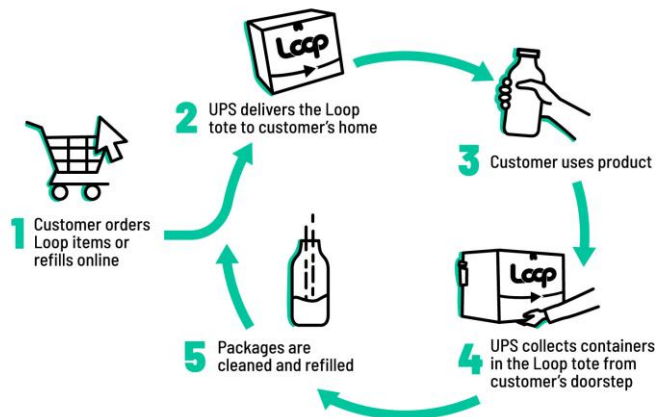 1 Customer orders
Loop items or
refills online
Loop
2 UPS delivers the Loop
tote to customer's home
3 Customer uses product
Loop
4 UPS collects containers
in the Loop tote from
customer's doorstep
5 Packages are
cleaned and refilled